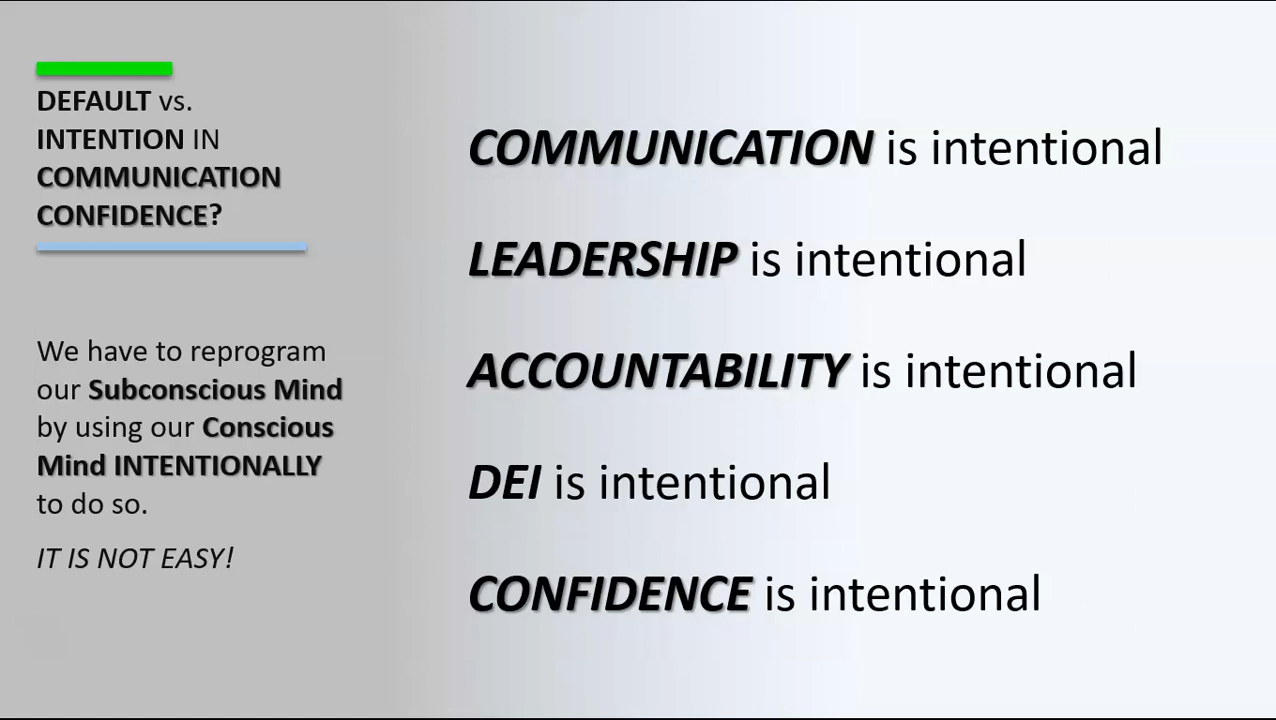 DEFAULT vs.
INTENTION IN
COMMUNICATION
CONFIDENCE?
We have to reprogram
our Subconscious Mind
by using our Conscious
Mind INTENTIONALLY
to do so.
IT IS NOT EASY!
COMMUNICATION is intentional
LEADERSHIP is intentional
ACCOUNTABILITY is intentional
DEI is intentional
CONFIDENCE is intentional